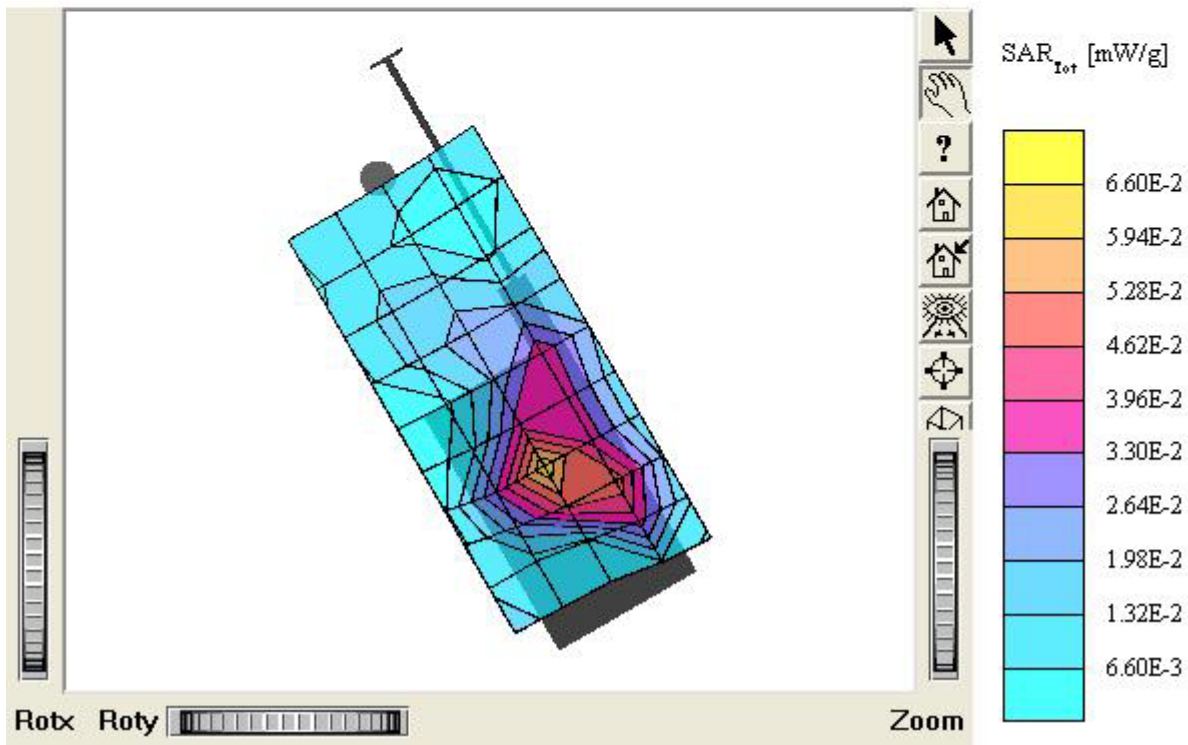 SAR_Tot [mW/g]
?
6.60E-2
5.94E-2
5.28E-2
4.62E-2
3.96E-2
3.30E-2
2.64E-2
1.98E-2
1.32E-2
6.60E-3
Rotx Roty Zoom